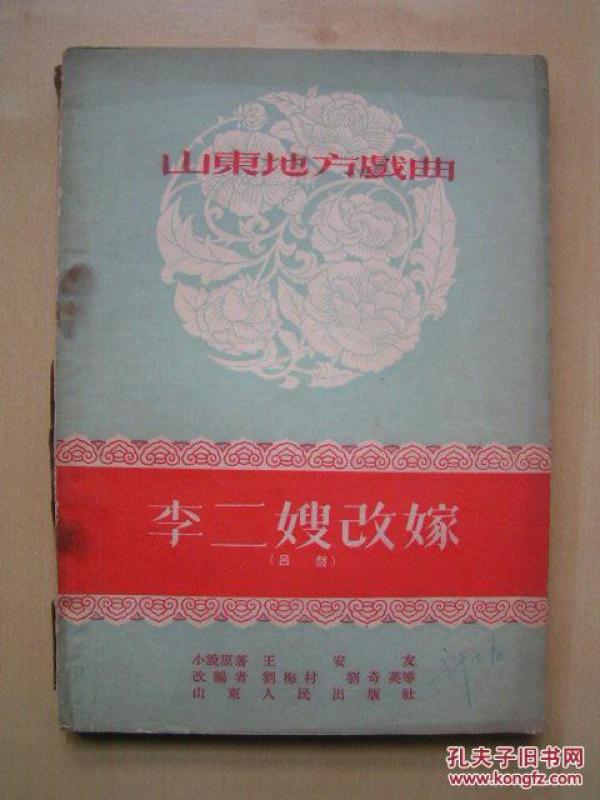 山東地方戲曲
李二嫂改嫁
(呂戲)
小說原著 王安友
改編者 劉梅村 劉奇英等
山東人民出版社
孔夫子旧书网
www.kongfz.com